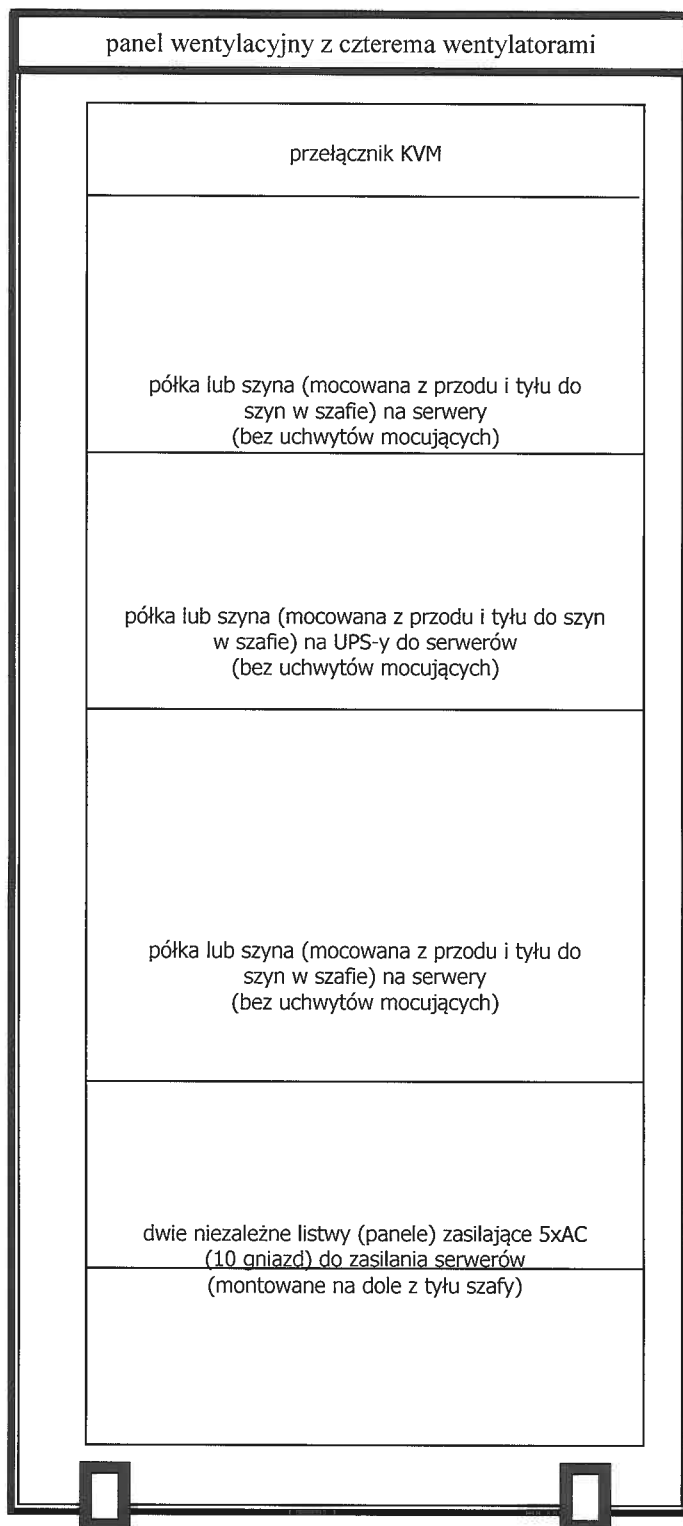 panel wentylacyjny z czterema wentylatorami
przełącznik KVM
półka lub szyna (mocowana z przodu i tyłu do
szyn w szafie) na serwery
(bez uchwytów mocujących)
półka lub szyna (mocowana z przodu i tyłu do szyn
w szafie) na UPS-y do serwerów
(bez uchwytów mocujących)
półka lub szyna (mocowana z przodu i tyłu do
szyn w szafie) na serwery
(bez uchwytów mocujących)
dwie niezależne listwy (panele) zasilające 5xAC
(10 gniazd) do zasilania serwerów
(montowane na dole z tyłu szafy)